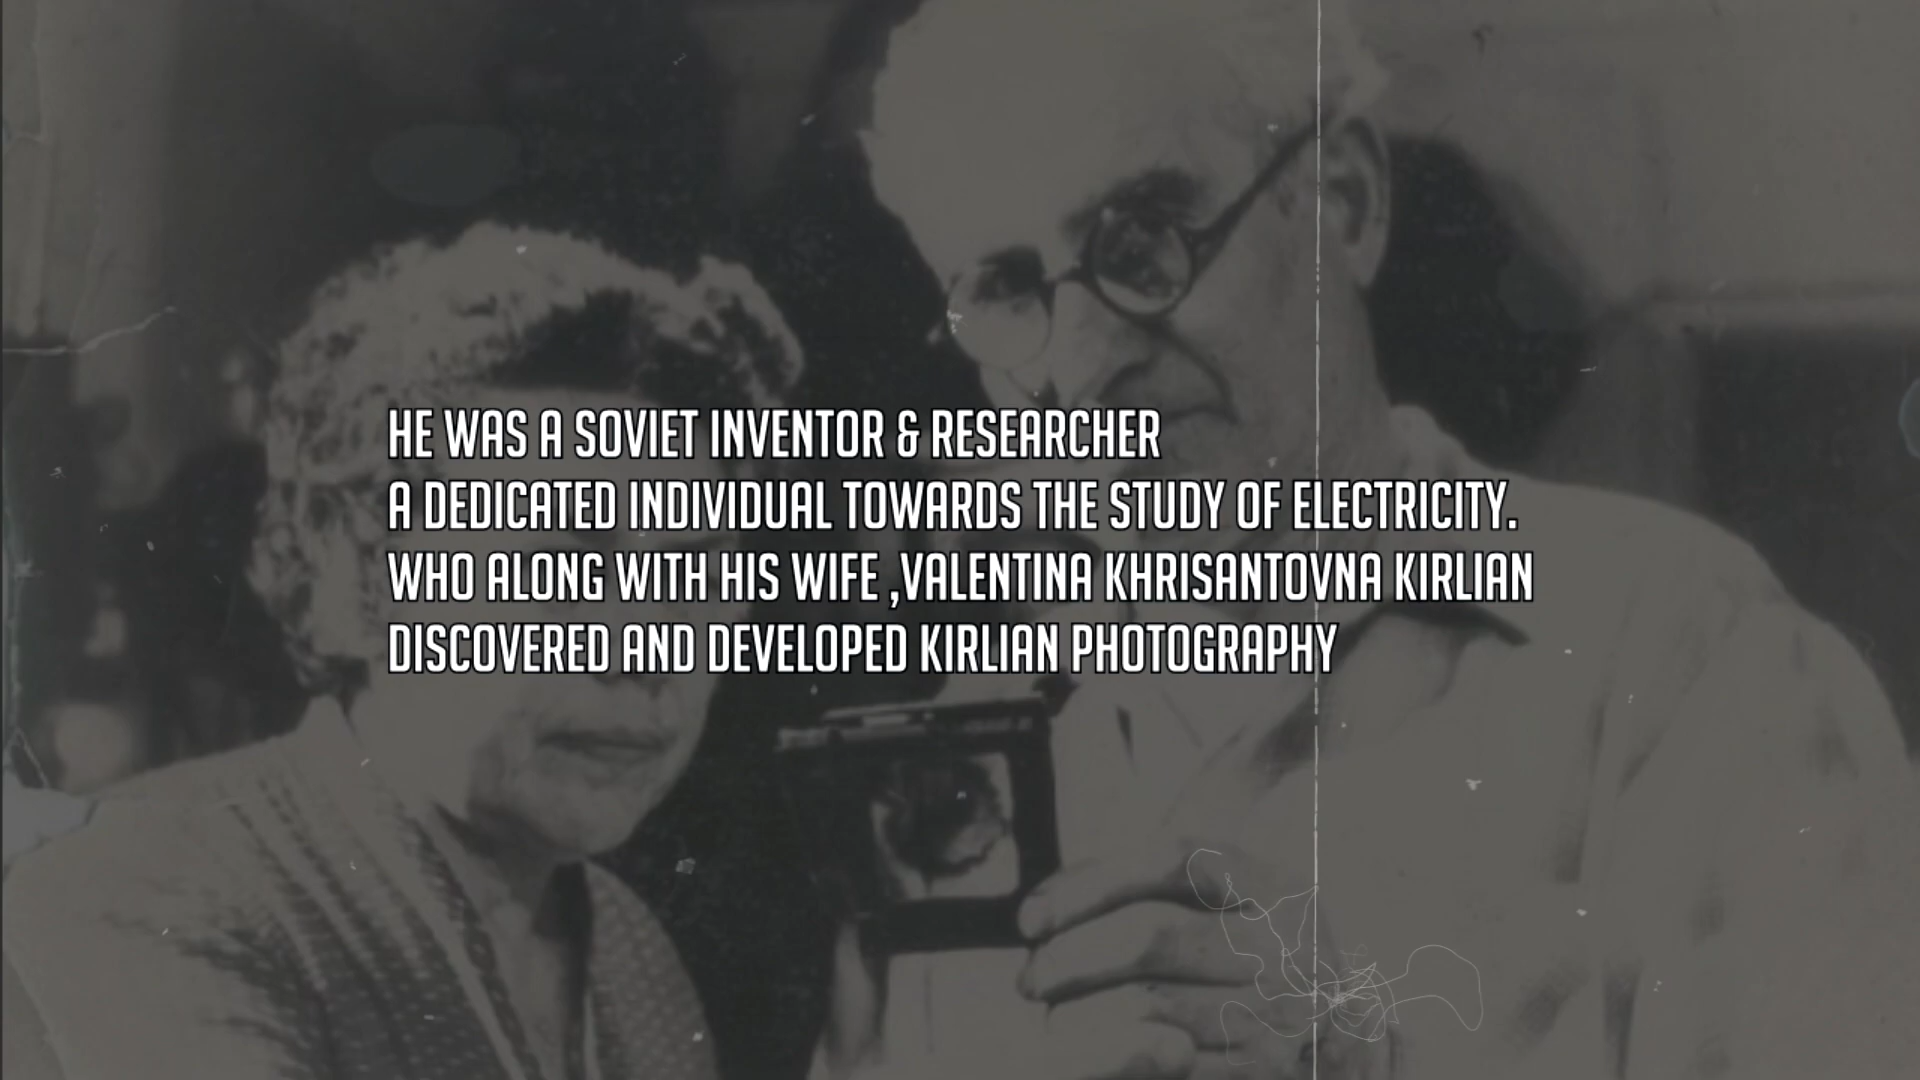 HE WAS A SOVIET INVENTOR & RESEARCHER
A DEDICATED INDIVIDUAL TOWARDS THE STUDY OF ELECTRICITY.
WHO ALONG WITH HIS WIFE ,VALENTINA KHRISANTOVNA KIRLIAN
DISCOVERED AND DEVELOPED KIRLIAN PHOTOGRAPHY